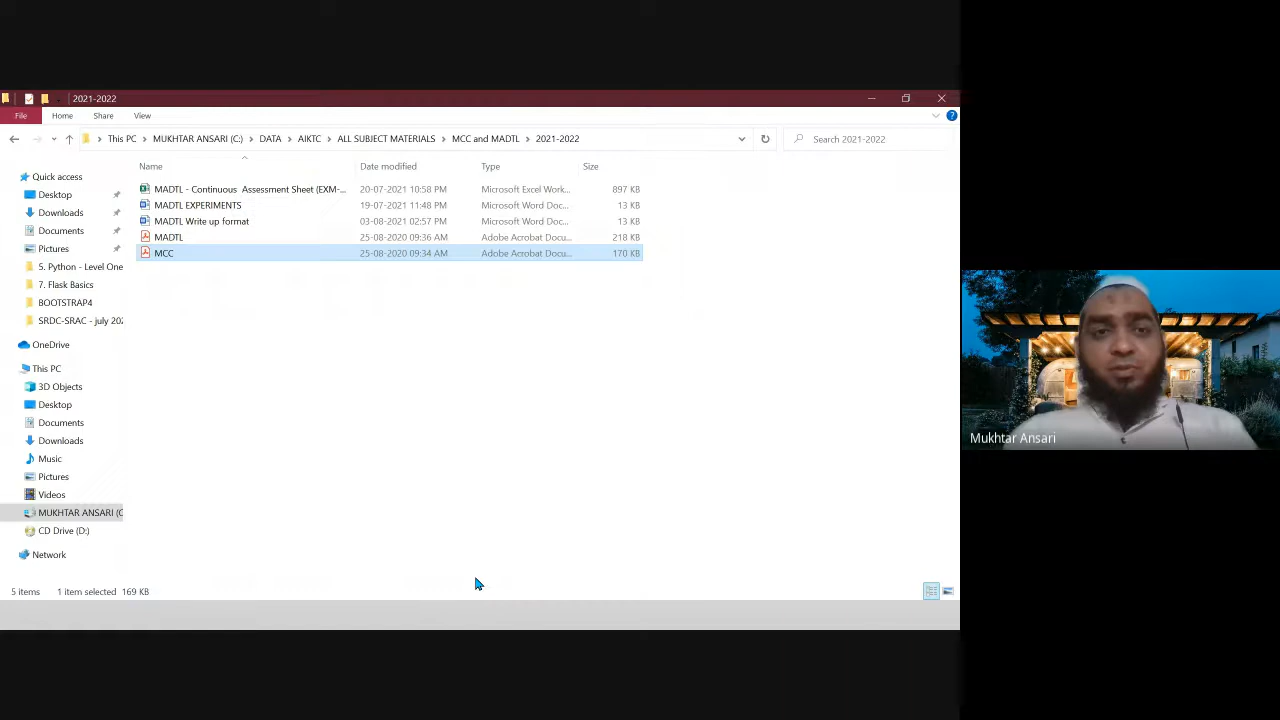 2021-2022
File Home Share View
This PC MUKHTAR ANSARI (C:) DATA AIKTC ALL SUBJECT MATERIALS MCC and MADTL 2021-2022
Search 2021-2022
Name Date modified Type Size
MADTL - Continuous Assessment Sheet (EXM-... 20-07-2021 10:58 PM Microsoft Excel Work... 897 KB
MADTL EXPERIMENTS 19-07-2021 11:48 PM Microsoft Word Doc... 13 KB
MADTL Write up format 03-08-2021 02:57 PM Microsoft Word Doc... 13 KB
MADTL 25-08-2020 09:36 AM Adobe Acrobat Docu... 218 KB
MCC 25-08-2020 09:34 AM Adobe Acrobat Docu... 170 KB
Quick access
Desktop
Downloads
Documents
Pictures
5. Python - Level One
7. Flask Basics
BOOTSTRAP4
SRDC-SRAC - july 202
OneDrive
This PC
3D Objects
Desktop
Documents
Downloads
Music
Pictures
Videos
MUKHTAR ANSARI (C
CD Drive (D:)
Network
5 items 1 item selected 169 KB
Mukhtar Ansari